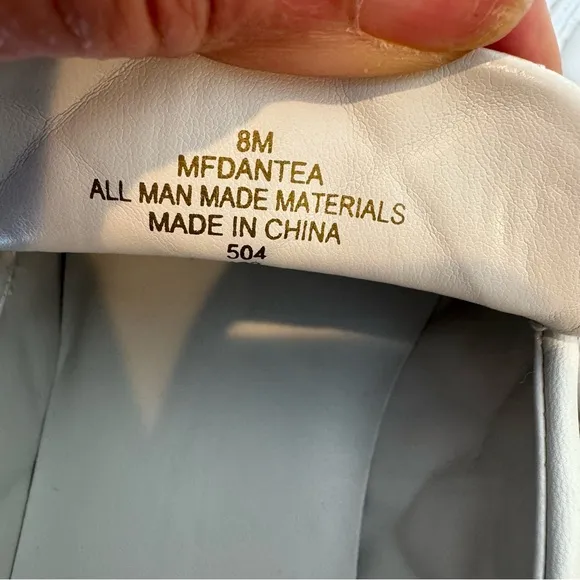 8M
MFDANTEA
ALL MAN MADE MATERIALS
MADE IN CHINA
504